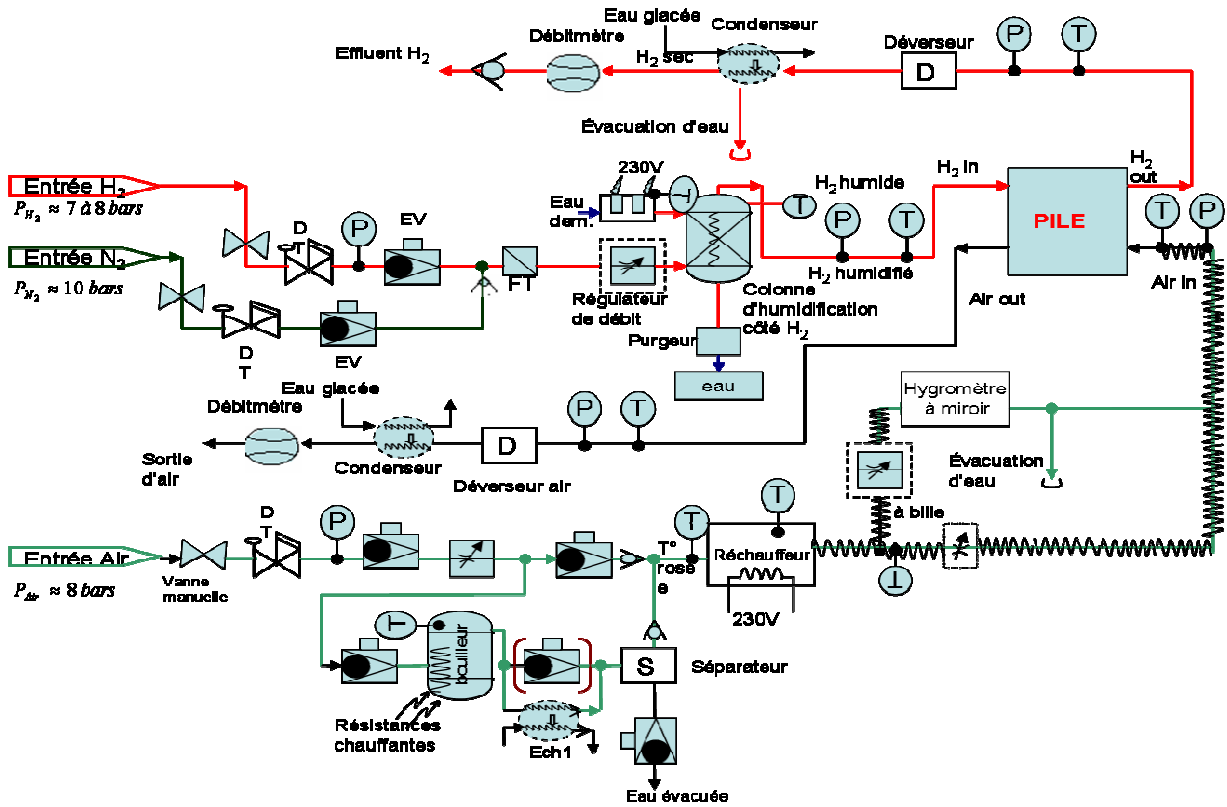 Eau glacée
Condenseur
Débitmètre
Déverseur
P
T
Effluent H₂
H₂ sec
D
Évacuation d'eau
230V
Entrée H₂
P_H₂ ≈ 7 à 8 bars
EV
D
T
P
Eau
dem.
T
T
H₂ humide
H₂ in
H₂
out
P
T
PILE
T
P
Entrée N₂
P_N₂ ≈ 10 bars
FT
H₂ humidifié
Air in
Régulateur
de débit
Colonne
d'humidification
côté H₂
Air out
D
T
EV
Purgeur
eau
Eau glacée
Débitmètre
Hygromètre
à miroir
P
T
D
Condenseur
Sortie
d'air
Déverseur air
Évacuation
d'eau
à bille
D
T
P
T
T
Entrée Air
P_Air ≈ 8 bars
Vanne
manuelle
T°
rosé
e
Réchauffeur
230V
T
T
bouilleur
S
Séparateur
Résistances
chauffantes
Ech1
Eau évacuée